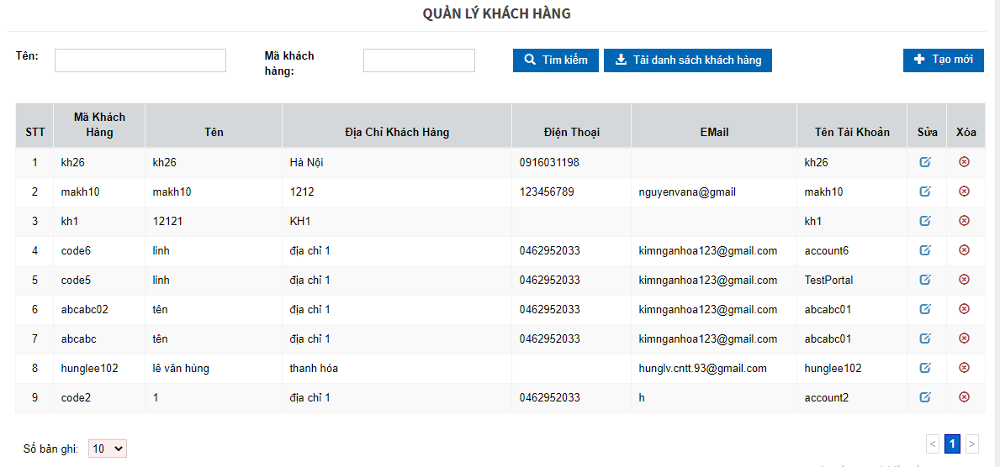 QUẢN LÝ KHÁCH HÀNG
Tên: Mã khách hàng: Tìm kiếm Tải danh sách khách hàng Tạo mới
STT Mã Khách Hàng Tên Địa Chỉ Khách Hàng Điện Thoại EMail Tên Tài Khoản Sửa Xóa
1 kh26 kh26 Hà Nội 0916031198 kh26
2 makh10 makh10 1212 123456789 nguyenvana@gmail makh10
3 kh1 12121 KH1 kh1
4 code6 linh địa chỉ 1 0462952033 kimnganhoa123@gmail.com account6
5 code5 linh địa chỉ 1 0462952033 kimnganhoa123@gmail.com TestPortal
6 abcabc02 tên địa chỉ 1 0462952033 kimnganhoa123@gmail.com abcabc01
7 abcabc tên địa chỉ 1 0462952033 kimnganhoa123@gmail.com abcabc01
8 hunglee102 lê văn hùng thanh hóa hunglv.cntt.93@gmail.com hunglee102
9 code2 1 địa chỉ 1 0462952033 h account2
Số bản ghi: 10 < 1 >